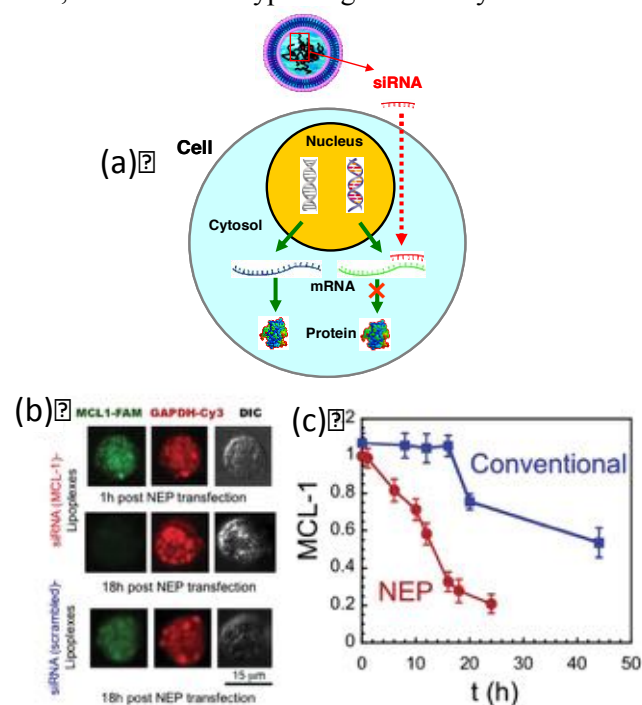 siRNA
Cell
Nucleus
(a)
Cytosol
mRNA
Protein
(b)
MCL1-FAM GAPDH-Cy3 DIC
siRNA (MCL-1)-
Lipoplexes
1h post NEP transfection
18h post NEP transfection
siRNA (scrambled)-
Lipoplexes
15 µm
18h post NEP transfection
(c)
MCL-1
1.2
1
0.8
0.6
0.4
0.2
Conventional
NEP
0 10 20 30 40 50
t (h)